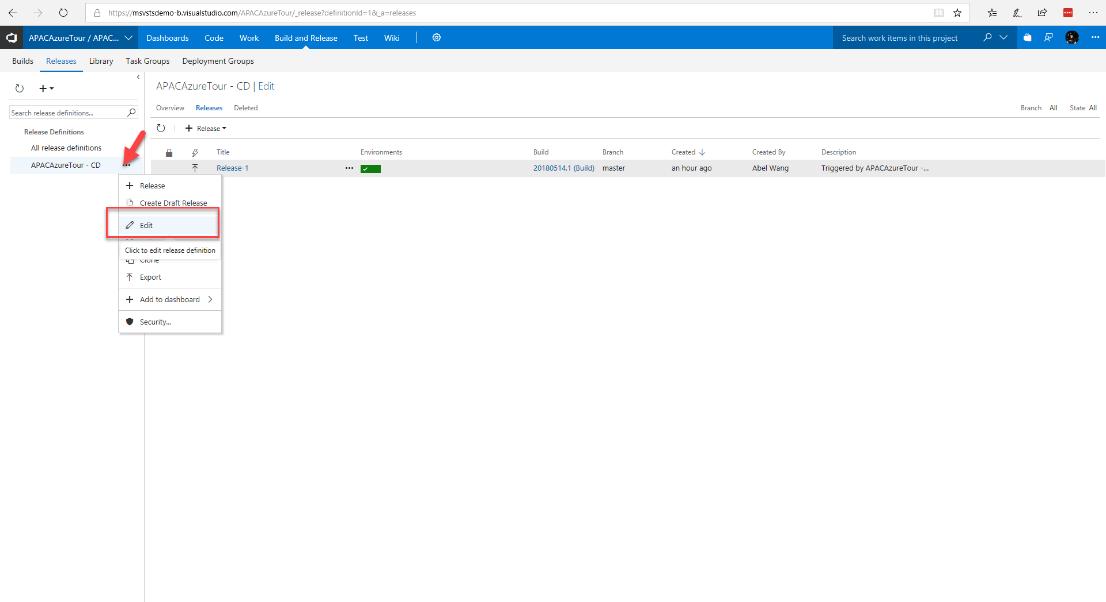 https://msvstsdemo-b.visualstudio.com/APACAzureTour/_release?definitionId=1&_a=releases
APACAzureTour / APAC... Dashboards Code Work Build and Release Test Wiki Search work items in this project
Builds Releases Library Task Groups Deployment Groups
APACAzureTour - CD | Edit
Overview Releases Deleted Branch All State All
Search release definitions...
Release
Release Definitions
All release definitions
Title Environments Build Branch Created Created By Description
APACAzureTour - CD ...
Release-1 ... 20180514.1 (Build) master an hour ago Abel Wang Triggered by APACAzureTour -...
Release
Create Draft Release
Edit
Click to edit release definition
Clone
Export
Add to dashboard
Security...